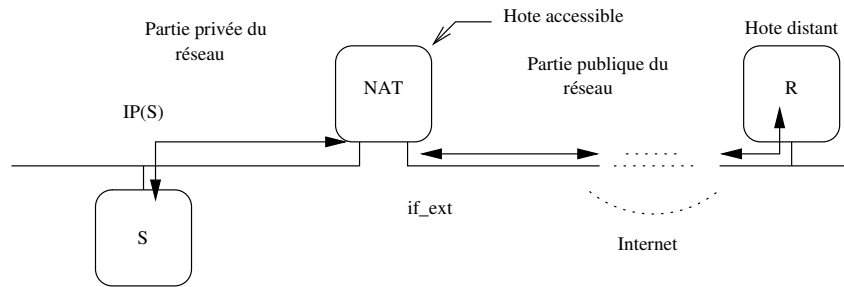 Hote accessible
Partie privée du
réseau
Hote distant
Partie publique du
réseau
NAT
R
IP(S)
if_ext
S
Internet